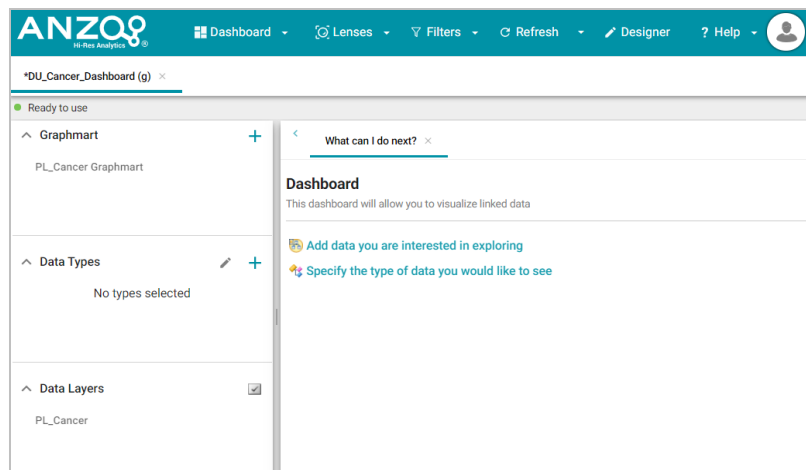 ANZO
Hi-Res Analytics ®
Dashboard
Lenses
Filters
Refresh
Designer
? Help
*DU_Cancer_Dashboard (g) ×
Ready to use
Graphmart +
PL_Cancer Graphmart
Data Types +
No types selected
Data Layers
PL_Cancer
What can I do next? ×
Dashboard
This dashboard will allow you to visualize linked data
Add data you are interested in exploring
Specify the type of data you would like to see